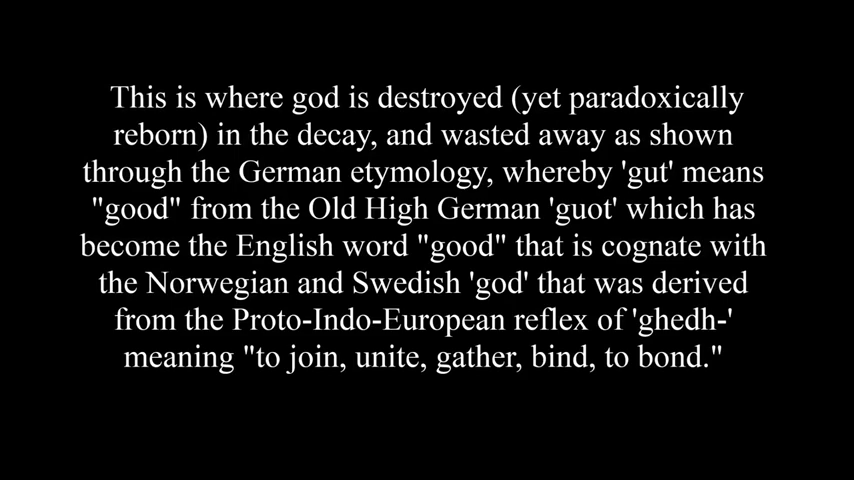 This is where god is destroyed (yet paradoxically
reborn) in the decay, and wasted away as shown
through the German etymology, whereby 'gut' means
"good" from the Old High German 'guot' which has
become the English word "good" that is cognate with
the Norwegian and Swedish 'god' that was derived
from the Proto-Indo-European reflex of 'ghedh-'
meaning "to join, unite, gather, bind, to bond."